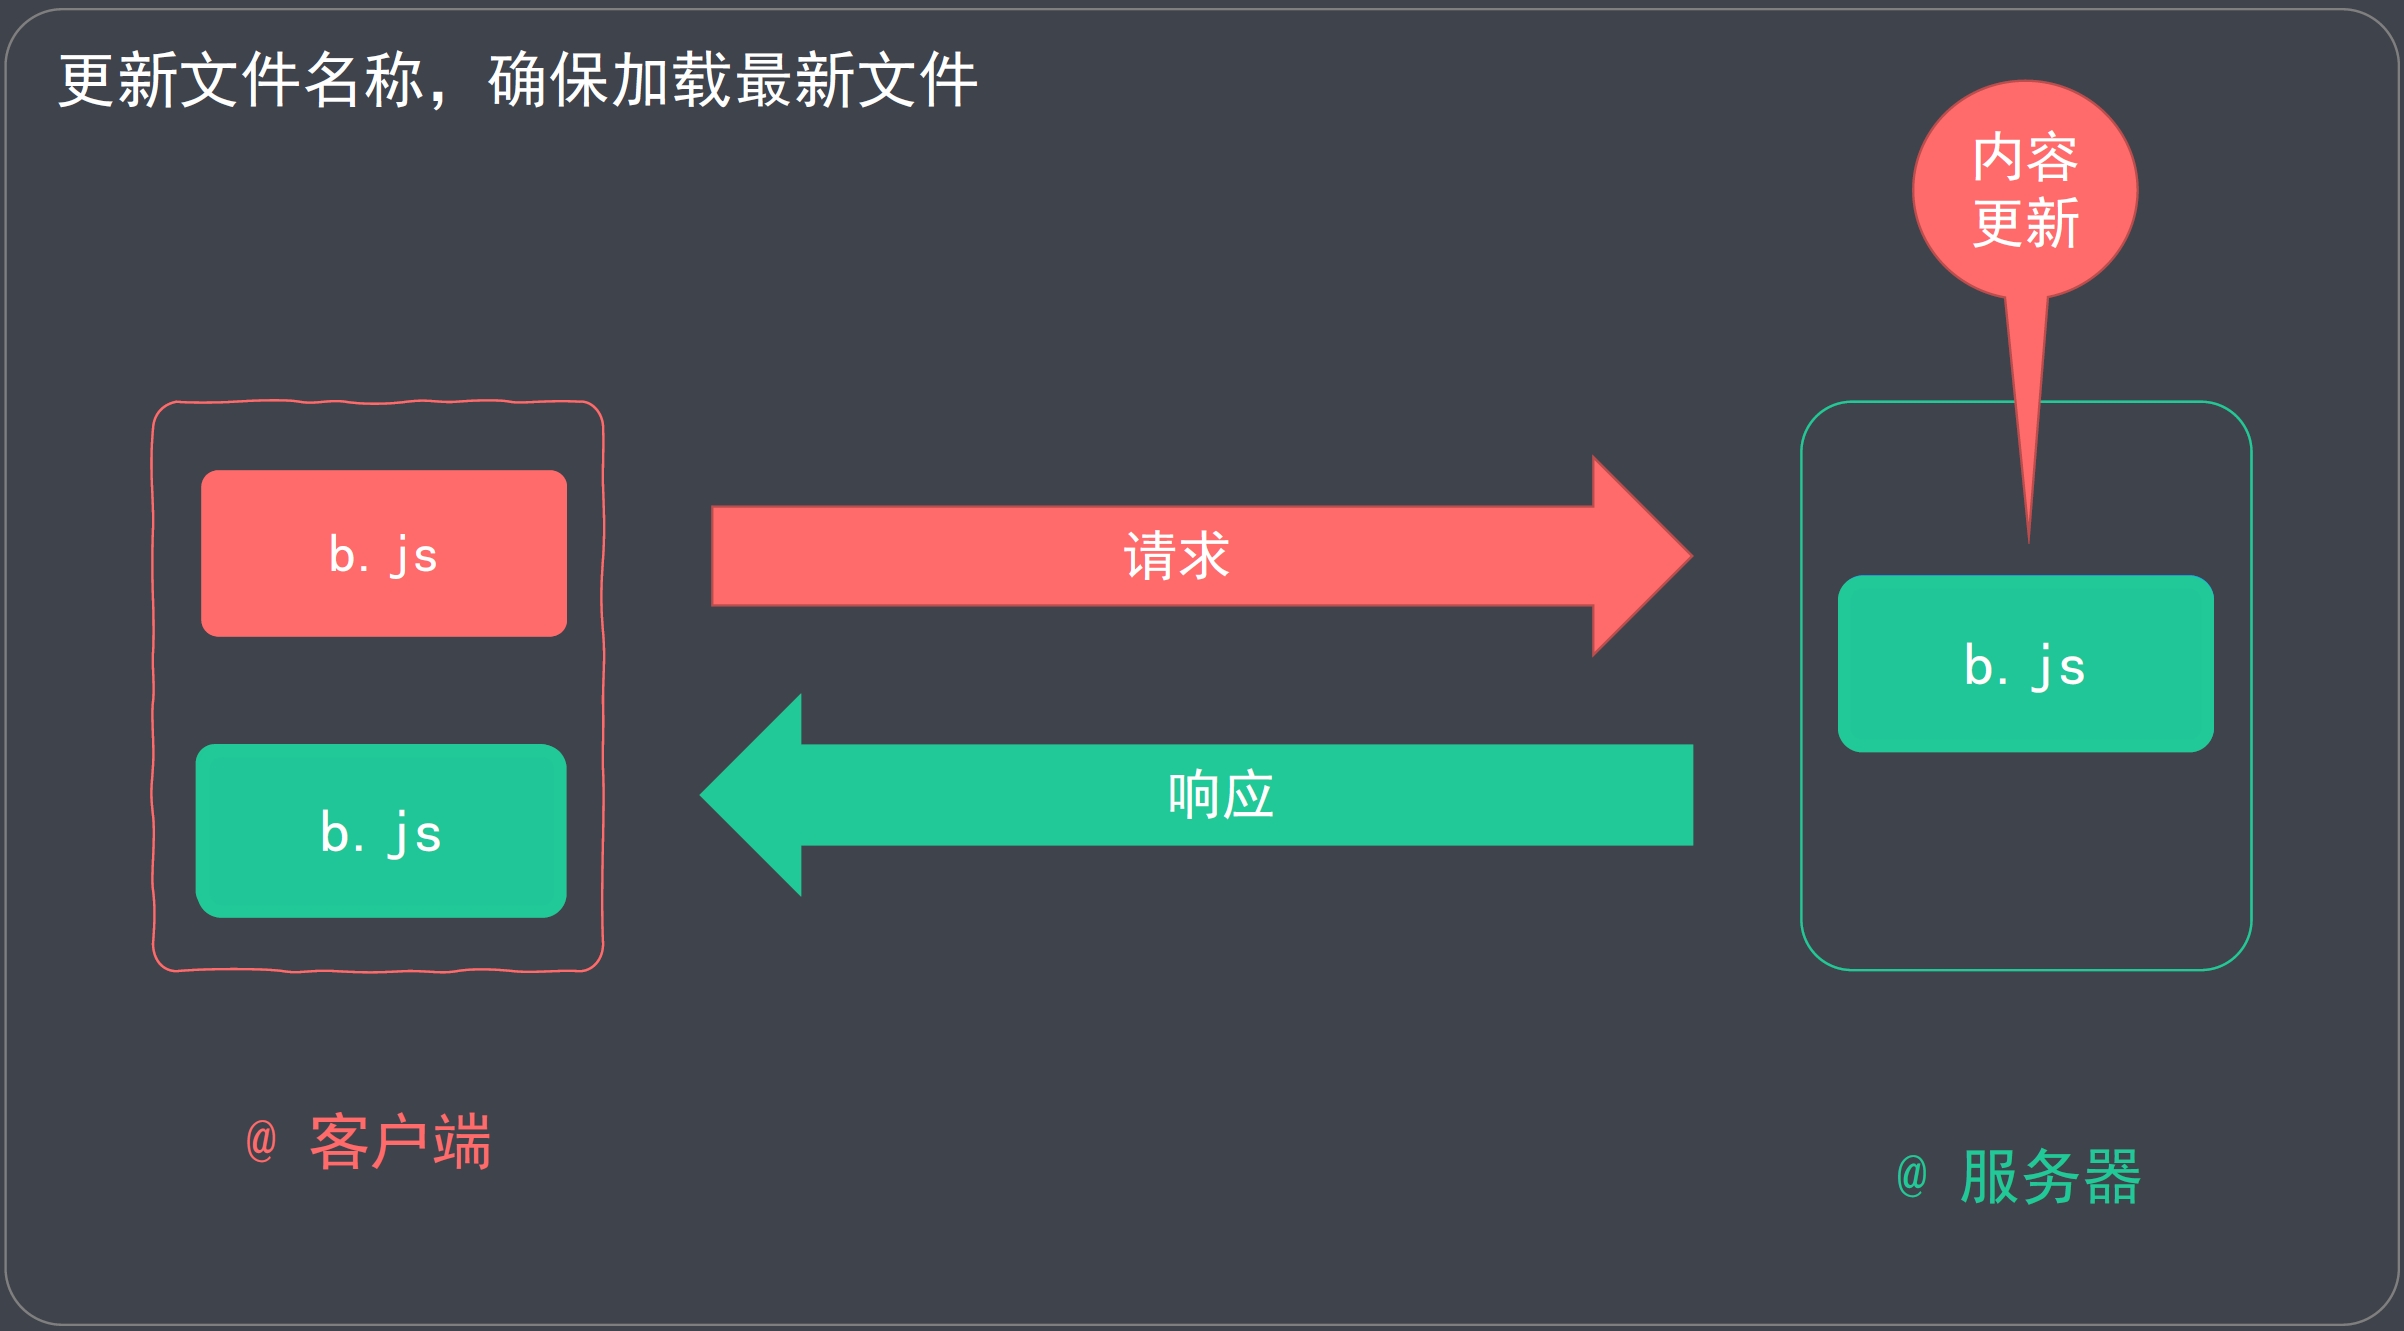 更新文件名称，确保加载最新文件
内容
更新
b. js
请求
b. js
响应
b. js
@ 客户端
@ 服务器